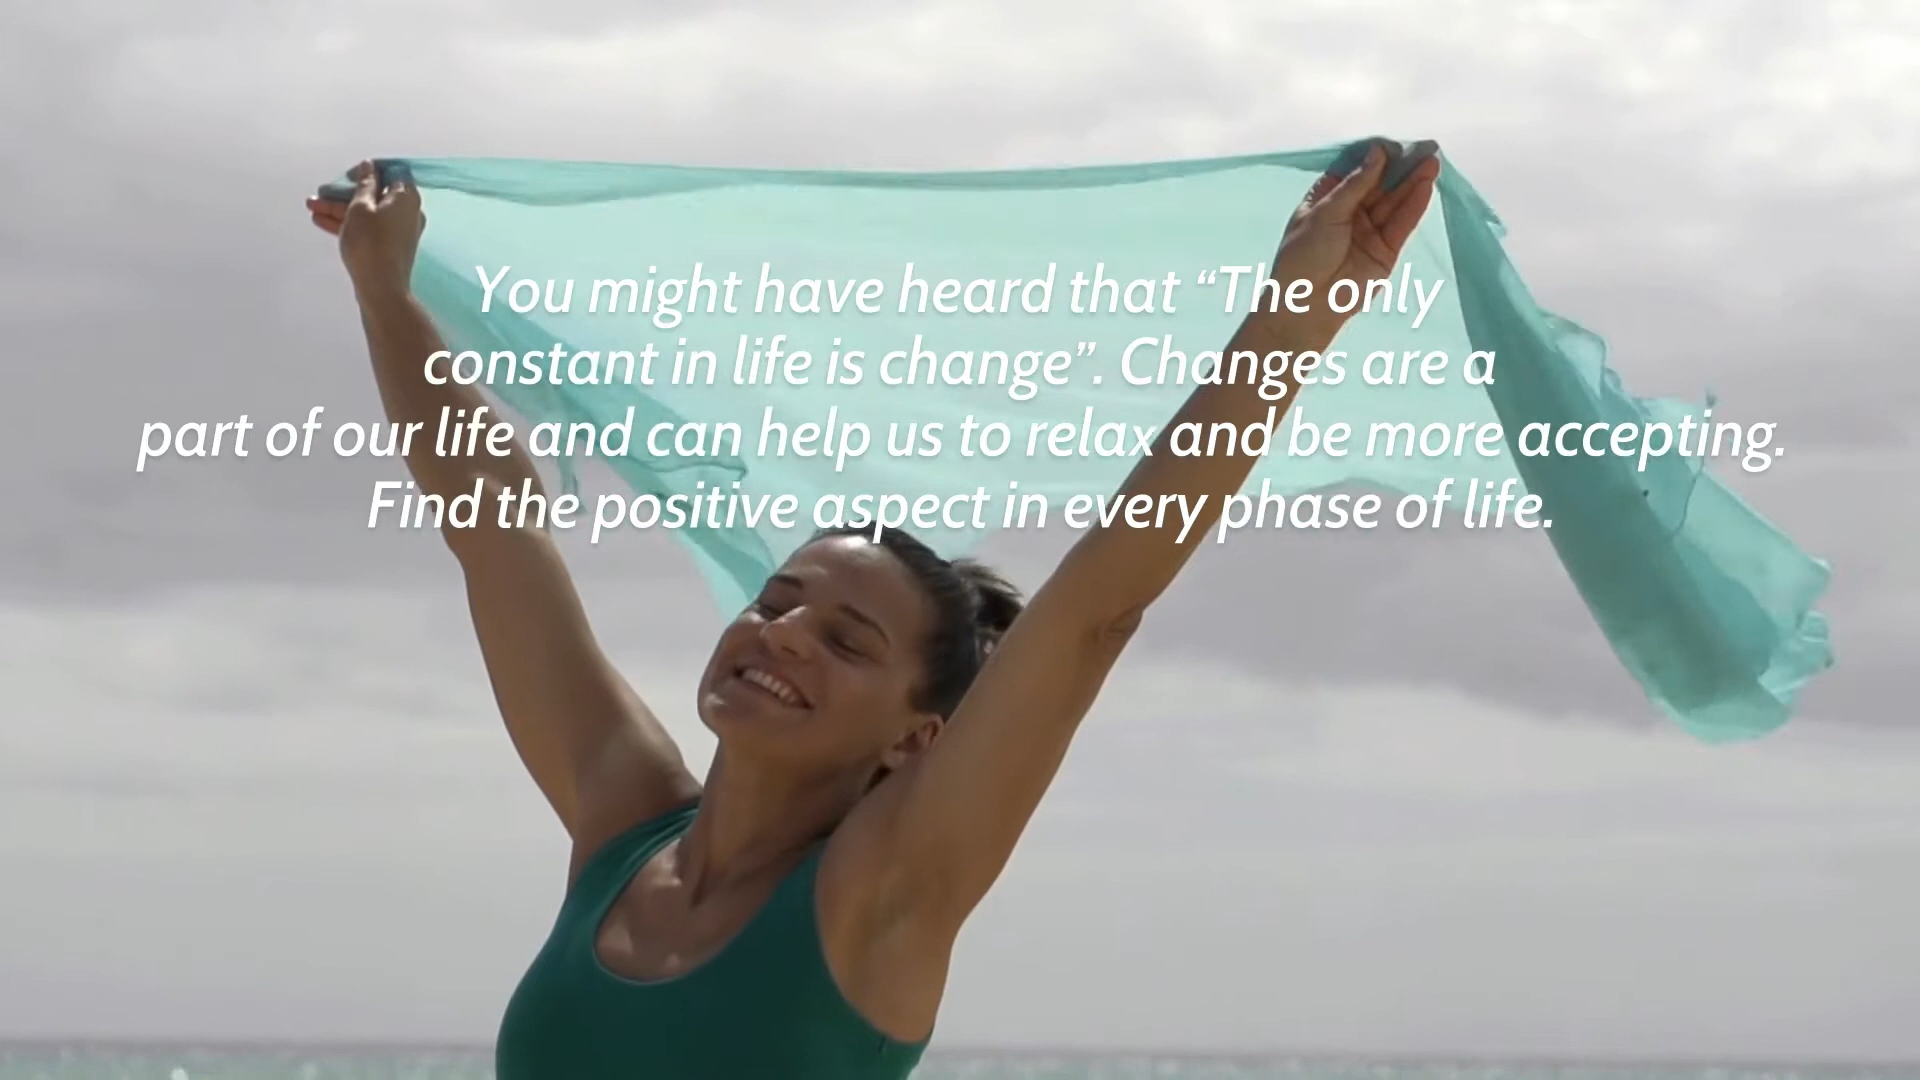 You might have heard that “The only
constant in life is change”. Changes are a
part of our life and can help us to relax and be more accepting.
Find the positive aspect in every phase of life.